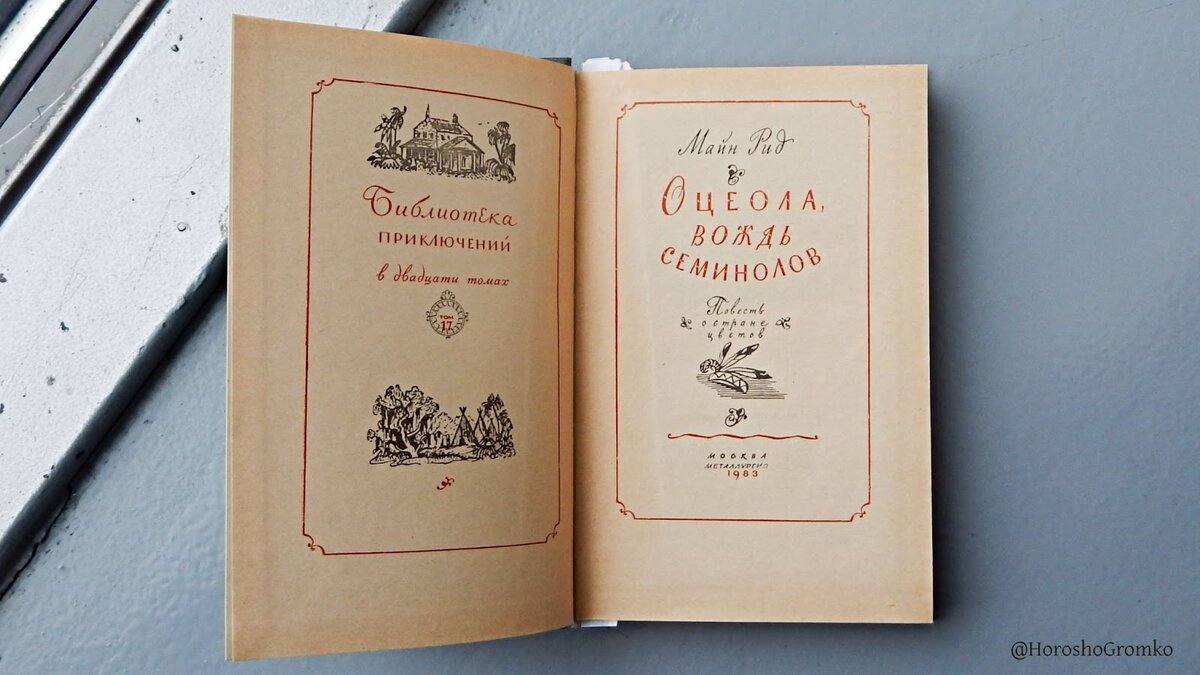 Библиотека
ПРИКЛЮЧЕНИЙ
в двадцати томах
ТОМ
17
Майн Рид
ОЦЕОЛА,
ВОЖДЬ
СЕМИНОЛОВ
Повесть
о стране
цветов
МОСКВА
МЕТАЛЛУРГИЯ
1983
@HoroshoGromko